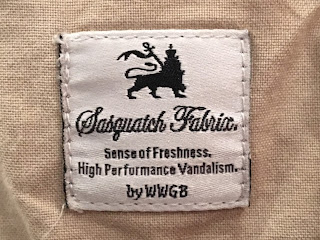 Sasquatch Fabrix.
Sense of Freshness.
High Performance Vandalism.
by WWGB